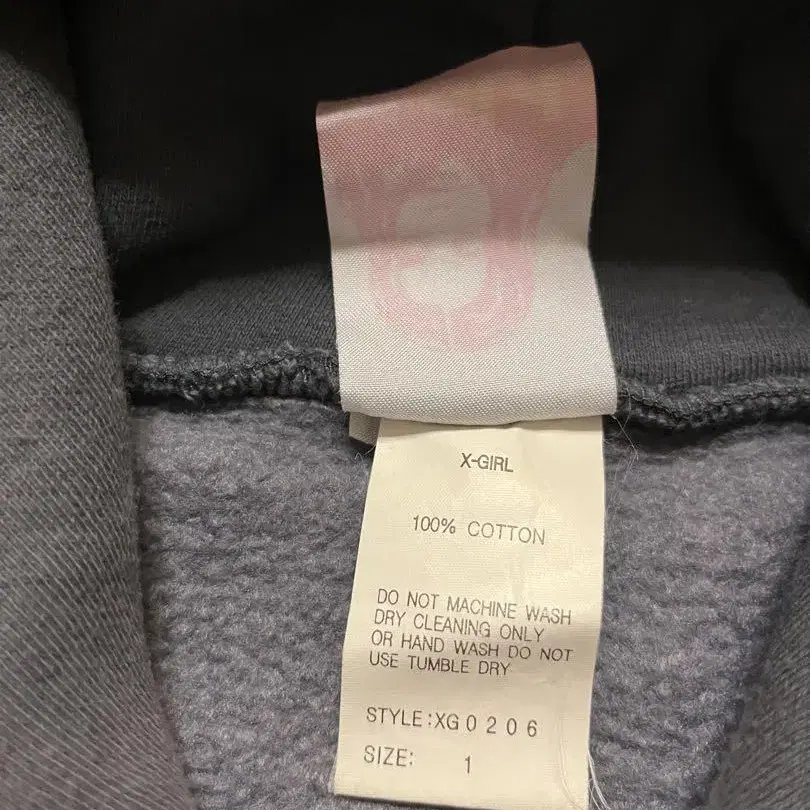 X-GIRL
100% COTTON
DO NOT MACHINE WASH
DRY CLEANING ONLY
OR HAND WASH DO NOT
USE TUMBLE DRY
STYLE:XG0206
SIZE: 1